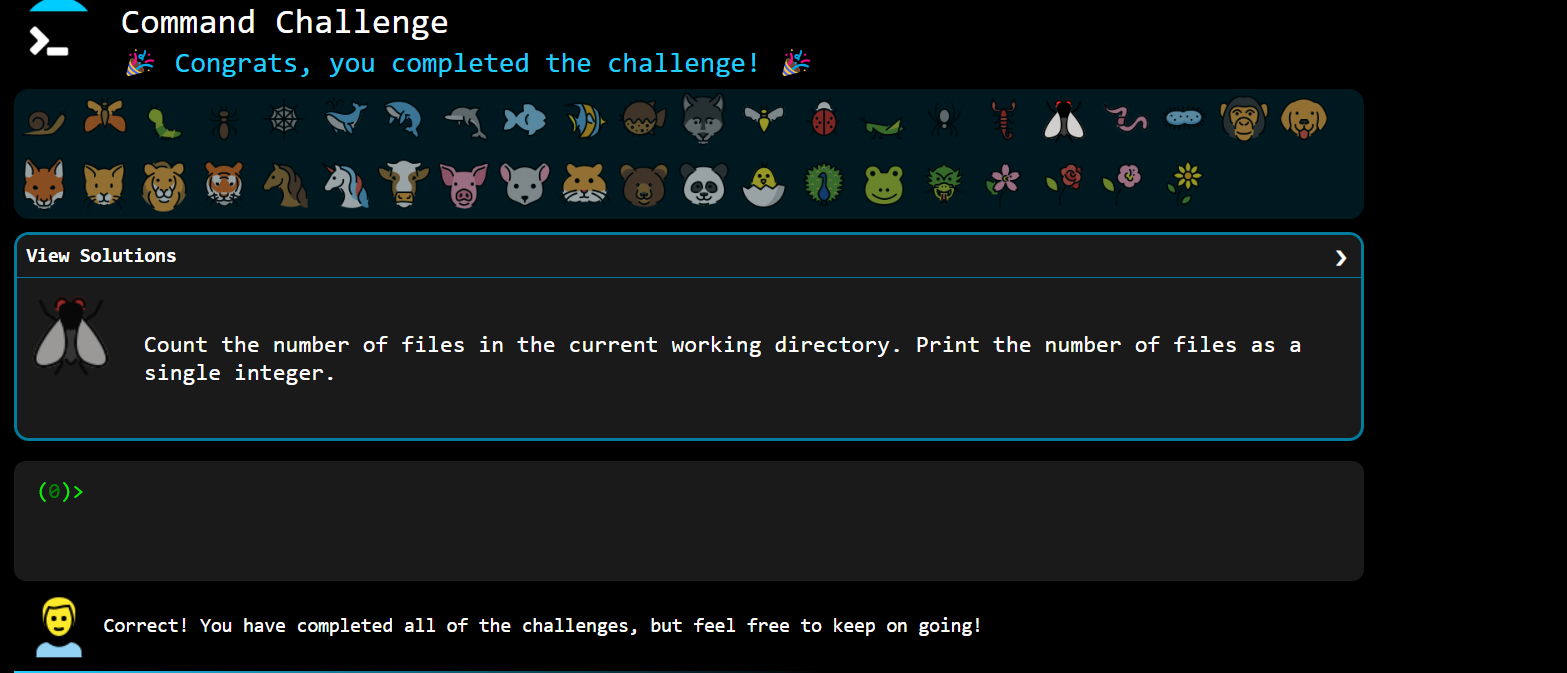 Command Challenge
🎉 Congrats, you completed the challenge! 🎉
View Solutions ❯
Count the number of files in the current working directory. Print the number of files as a
single integer.
(0)>
Correct! You have completed all of the challenges, but feel free to keep on going!